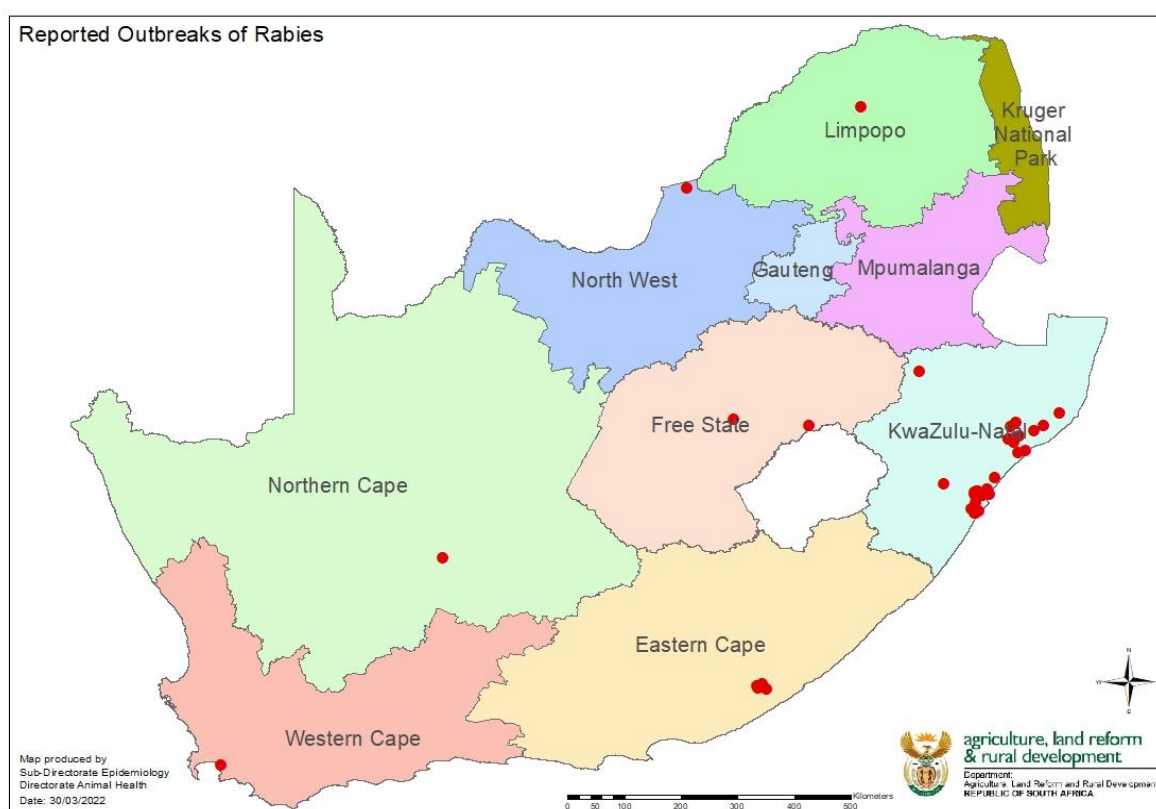 Reported Outbreaks of Rabies
Limpopo
Kruger
National
Park
North West
Gauteng
Mpumalanga
Free State
KwaZulu-Natal
Northern Cape
Eastern Cape
Western Cape
N
W
E
S
Map produced by
Sub-Directorate Epidemiology
Directorate Animal Health
Date: 30/03/2022
Kilometers
0 50 100 200 300 400 500
agriculture, land reform
& rural development
Department:
Agriculture, Land Reform and Rural Development
REPUBLIC OF SOUTH AFRICA